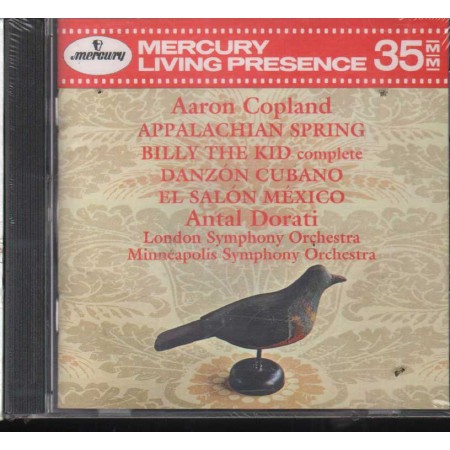 mercury
MERCURY
LIVING PRESENCE
35 MM
Aaron Copland
APPALACHIAN SPRING
BILLY THE KID complete
DANZÓN CUBANO
EL SALÓN MÉXICO
Antal Dorati
London Symphony Orchestra
Minneapolis Symphony Orchestra